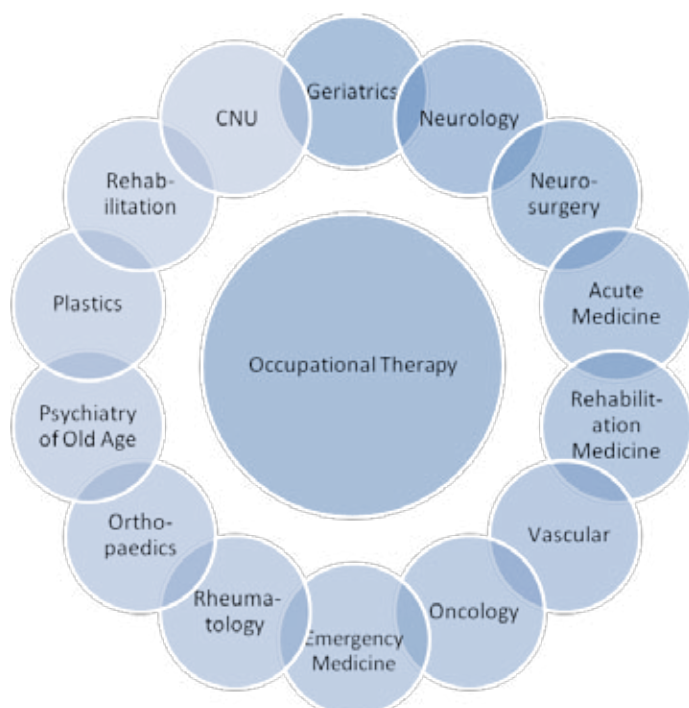 Geriatrics
Neurology
Neuro-
surgery
Acute
Medicine
Rehabilit-
ation
Medicine
Vascular
Oncology
Emergency
Medicine
Rheuma-
tology
Ortho-
paedics
Psychiatry
of Old Age
Plastics
Rehab-
ilitation
CNU
Occupational Therapy